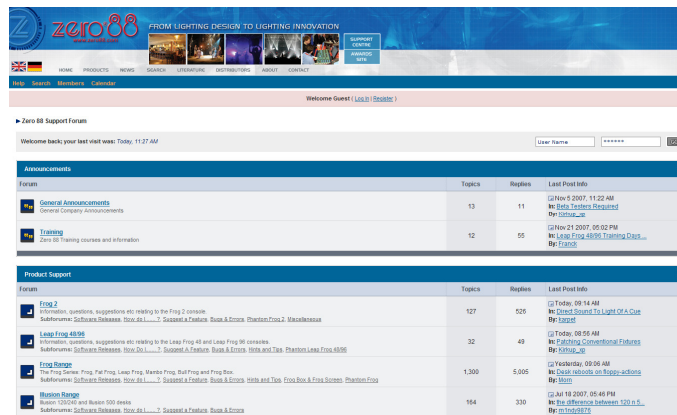 zero'88
www.zero88.com
FROM LIGHTING DESIGN TO LIGHTING INNOVATION
SUPPORT CENTRE
AWARDS SITE
HOME PRODUCTS NEWS SEARCH LITERATURE DISTRIBUTORS ABOUT CONTACT
Help Search Members Calendar
Welcome Guest ( Log In | Register )
Zero 88 Support Forum
Welcome back; your last visit was: Today, 11:27 AM
User Name ******
Announcements
Forum Topics Replies Last Post Info
General Announcements
General Company Announcements
13 11
Nov 5 2007, 11:22 AM
In: Beta Testers Required
By: Kirkup_xp
Training
Zero 88 Training courses and information
12 55
Nov 21 2007, 05:02 PM
In: Leap Frog 48/96 Training Days ...
By: Franck
Product Support
Forum Topics Replies Last Post Info
Frog 2
Information, questions, suggestions etc relating to the Frog 2 console.
Subforums: Software Releases, How do I...... ?, Suggest a Feature, Bugs & Errors, Phantom Frog 2, Miscellaneous
127 526
Today, 09:14 AM
In: Direct Sound To Light Of A Cue
By: karpet
Leap Frog 48/96
Information, questions, suggestions etc relating to the Leap Frog 48 and Leap Frog 96 consoles.
Subforums: Software Releases, How Do I...... ?, Suggest A Feature, Bugs & Errors, Hints and Tips, Phantom Leap Frog 48/96
32 49
Today, 08:56 AM
In: Patching Conventional Fixtures
By: Kirkup_xp
Frog Range
The Frog Series: Frog, Fat Frog, Leap Frog, Mambo Frog, Bull Frog and Frog Box.
Subforums: Software Releases, How do I...... ?, Suggest a Feature, Bugs & Errors, Hints and Tips, Frog Box & Frog Screen, Phantom Frog
1,300 5,005
Yesterday, 09:06 AM
In: Desk reboots on floppy-actions
By: Morn
Illusion Range
Illusion 120/240 and Illusion 500 desks
Subforums: Software Releases, How do I...... ?, Suggest a Feature, Bugs & Errors
164 330
Jul 18 2007, 05:46 PM
In: the difference between 120 n 5...
By: m1ndy9876